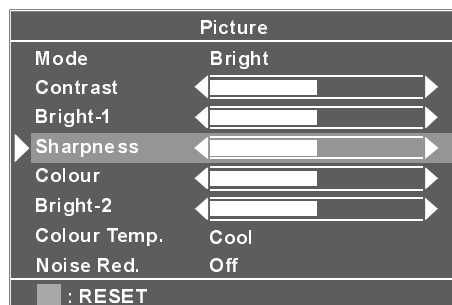 Picture
Mode Bright
Contrast
Bright-1
Sharpness
Colour
Bright-2
Colour Temp. Cool
Noise Red. Off
: RESET